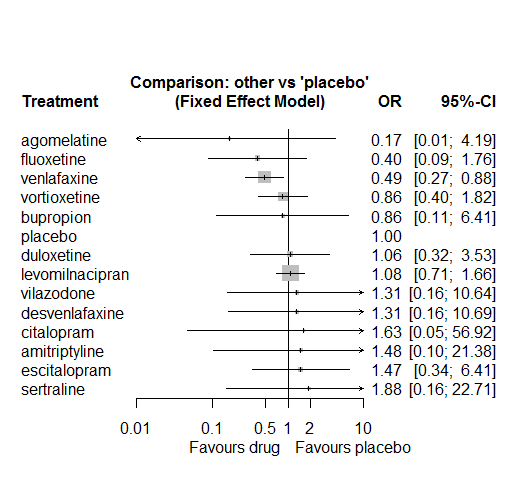 Comparison: other vs 'placebo'
Treatment (Fixed Effect Model) OR 95%-CI
agomelatine 0.17 [0.01; 4.19]
fluoxetine 0.40 [0.09; 1.76]
venlafaxine 0.49 [0.27; 0.88]
vortioxetine 0.86 [0.40; 1.82]
bupropion 0.86 [0.11; 6.41]
placebo 1.00
duloxetine 1.06 [0.32; 3.53]
levomilnacipran 1.08 [0.71; 1.66]
vilazodone 1.31 [0.16; 10.64]
desvenlafaxine 1.31 [0.16; 10.69]
citalopram 1.63 [0.05; 56.92]
amitriptyline 1.48 [0.10; 21.38]
escitalopram 1.47 [0.34; 6.41]
sertraline 1.88 [0.16; 22.71]
0.01 0.1 0.5 1 2 10
Favours drug Favours placebo